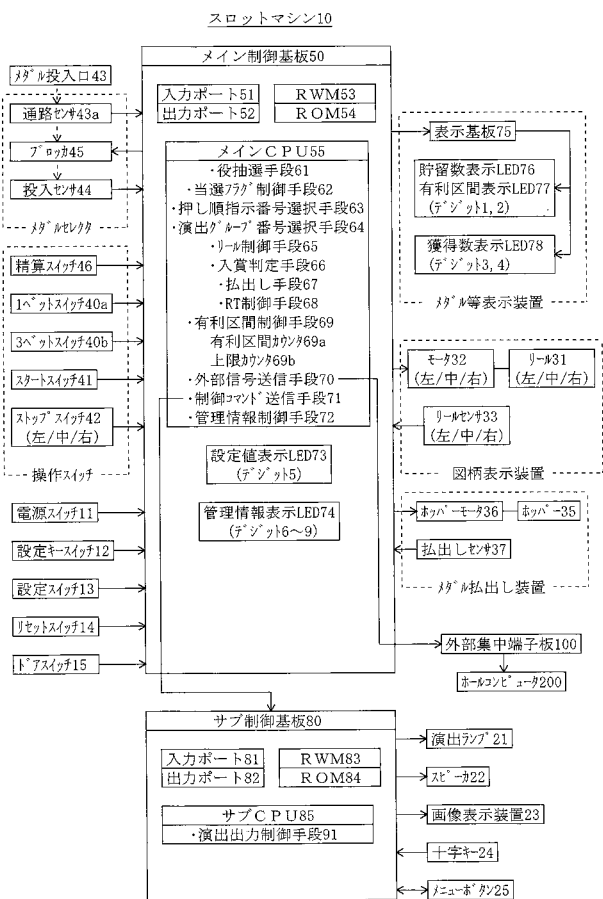 スロットマシン10
メイン制御基板50
メダル投入口43
通路センサ43a
ブロッカ45
投入センサ44
メダルセレクタ
精算スイッチ46
1ベットスイッチ40a
3ベットスイッチ40b
スタートスイッチ41
ストップスイッチ42
(左/中/右)
操作スイッチ
電源スイッチ11
設定キースイッチ12
設定スイッチ13
リセットスイッチ14
ドアスイッチ15
入力ポート51
出力ポート52
RWM53
ROM54
メインCPU55
・役抽選手段61
・当選フラグ制御手段62
・押し順指示番号選択手段63
・演出グループ番号選択手段64
・リール制御手段65
・入賞判定手段66
・払出し手段67
・RT制御手段68
・有利区間制御手段69
有利区間カウンタ69a
上限カウンタ69b
・外部信号送信手段70
・制御コマンド送信手段71
・管理情報制御手段72
設定値表示LED73
(デジット5)
管理情報表示LED74
(デジット6~9)
表示基板75
貯留数表示LED76
有利区間表示LED77
(デジット1, 2)
獲得数表示LED78
(デジット3, 4)
メダル等表示装置
モータ32
(左/中/右)
リール31
(左/中/右)
リールセンサ33
(左/中/右)
図柄表示装置
ホッパーモータ36
ホッパー35
払出しセンサ37
メダル払出し装置
外部集中端子板100
ホールコンピュータ200
サブ制御基板80
入力ポート81
出力ポート82
RWM83
ROM84
サブCPU85
・演出出力制御手段91
演出ランプ21
スピーカ22
画像表示装置23
十字キー24
メニューボタン25